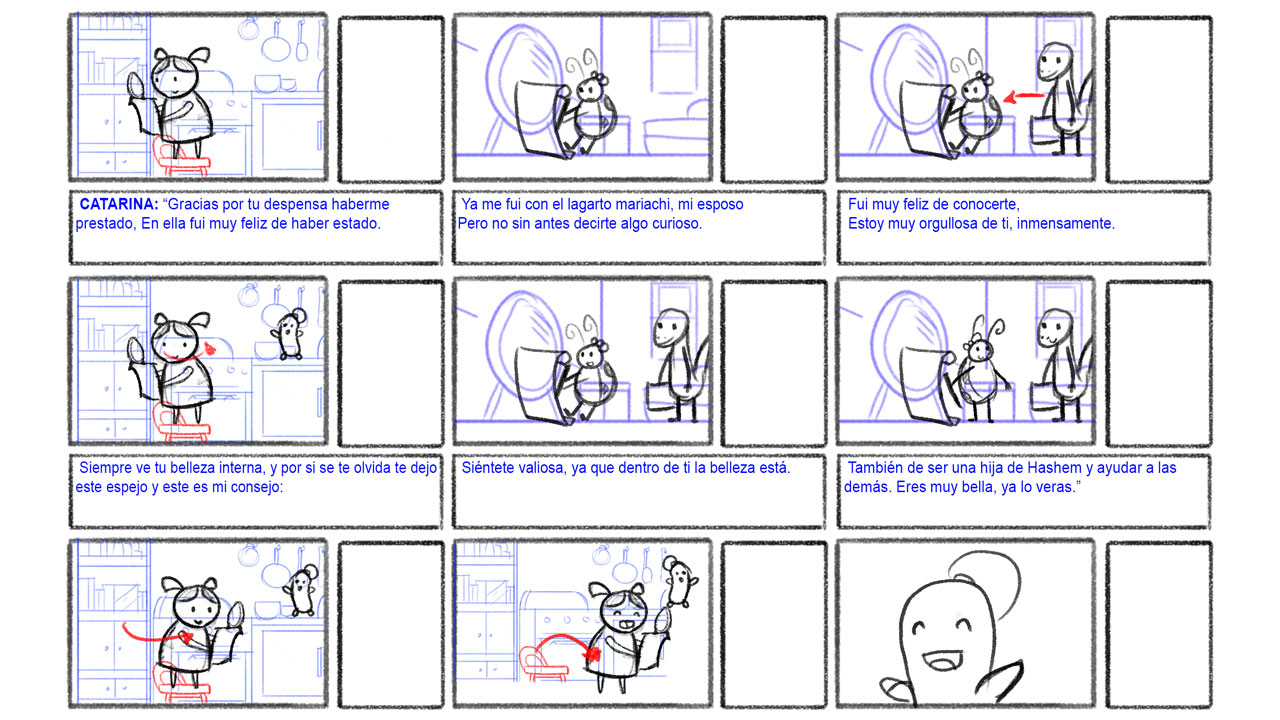 CATARINA: “Gracias por tu despensa haberme
prestado, En ella fui muy feliz de haber estado.
Ya me fui con el lagarto mariachi, mi esposo
Pero no sin antes decirte algo curioso.
Fui muy feliz de conocerte,
Estoy muy orgullosa de ti, inmensamente.
Siempre ve tu belleza interna, y por si se te olvida te dejo
este espejo y este es mi consejo:
Siéntete valiosa, ya que dentro de ti la belleza está.
También de ser una hija de Hashem y ayudar a las
demás. Eres muy bella, ya lo veras.”